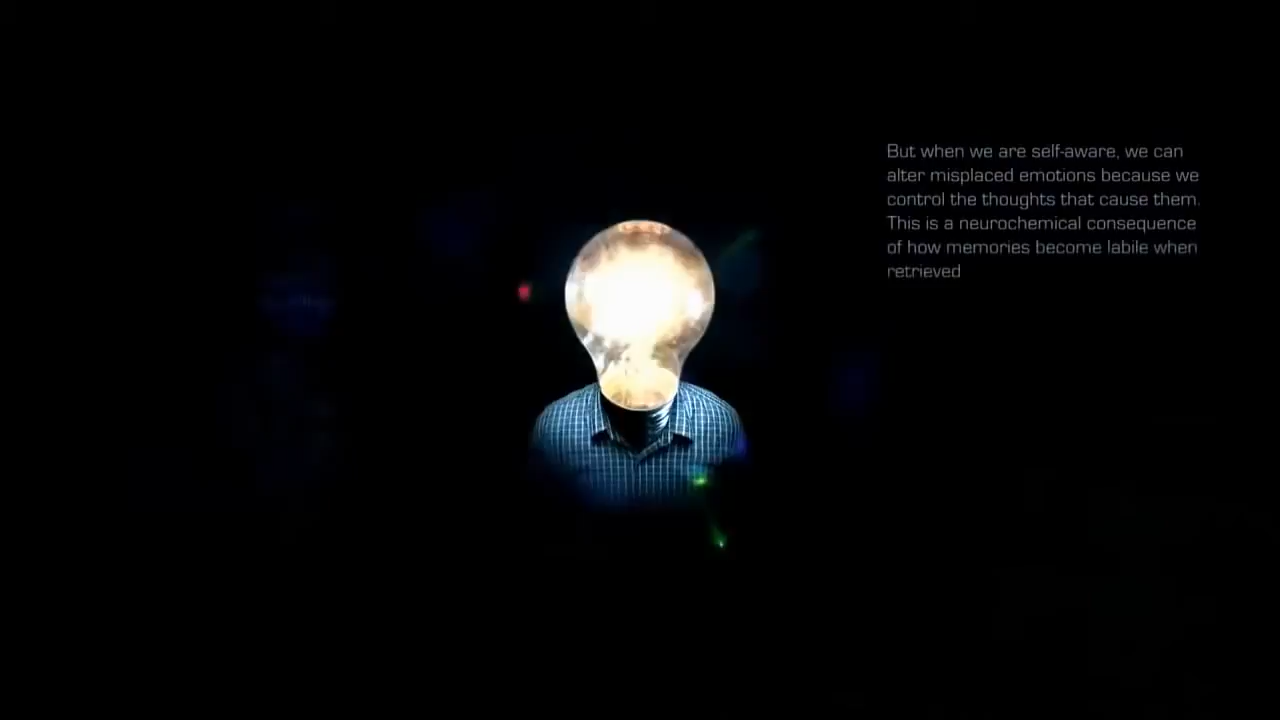 But when we are self-aware, we can
alter misplaced emotions because we
control the thoughts that cause them.
This is a neurochemical consequence
of how memories become labile when
retrieved